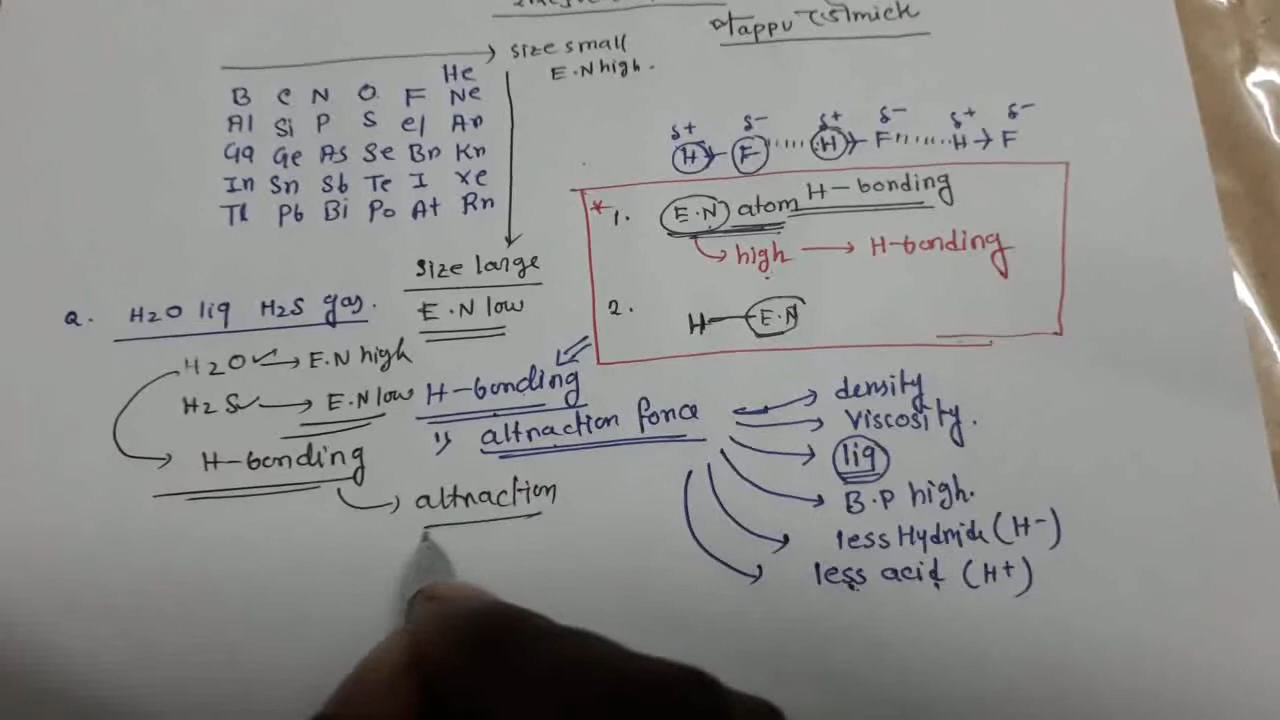 size small
E.N high.
He
B C N O F Ne
Al Si P S Cl Ar
Ga Ge As Se Br Kr
In Sn Sb Te I Xe
Tl Pb Bi Po At Rn
δ+ δ- δ+ δ- δ+ δ-
H F H F H F
* 1. E.N atom H-bonding
high → H-bonding
2. H-E.N
size large
E.N low
Q. H2O liq H2S gas.
H2O → E.N high
H2S → E.N low
H-bonding
attraction
H-bonding
attraction force
density
viscosity.
liq
B.P high.
less Hydride (H-)
less acid (H+)